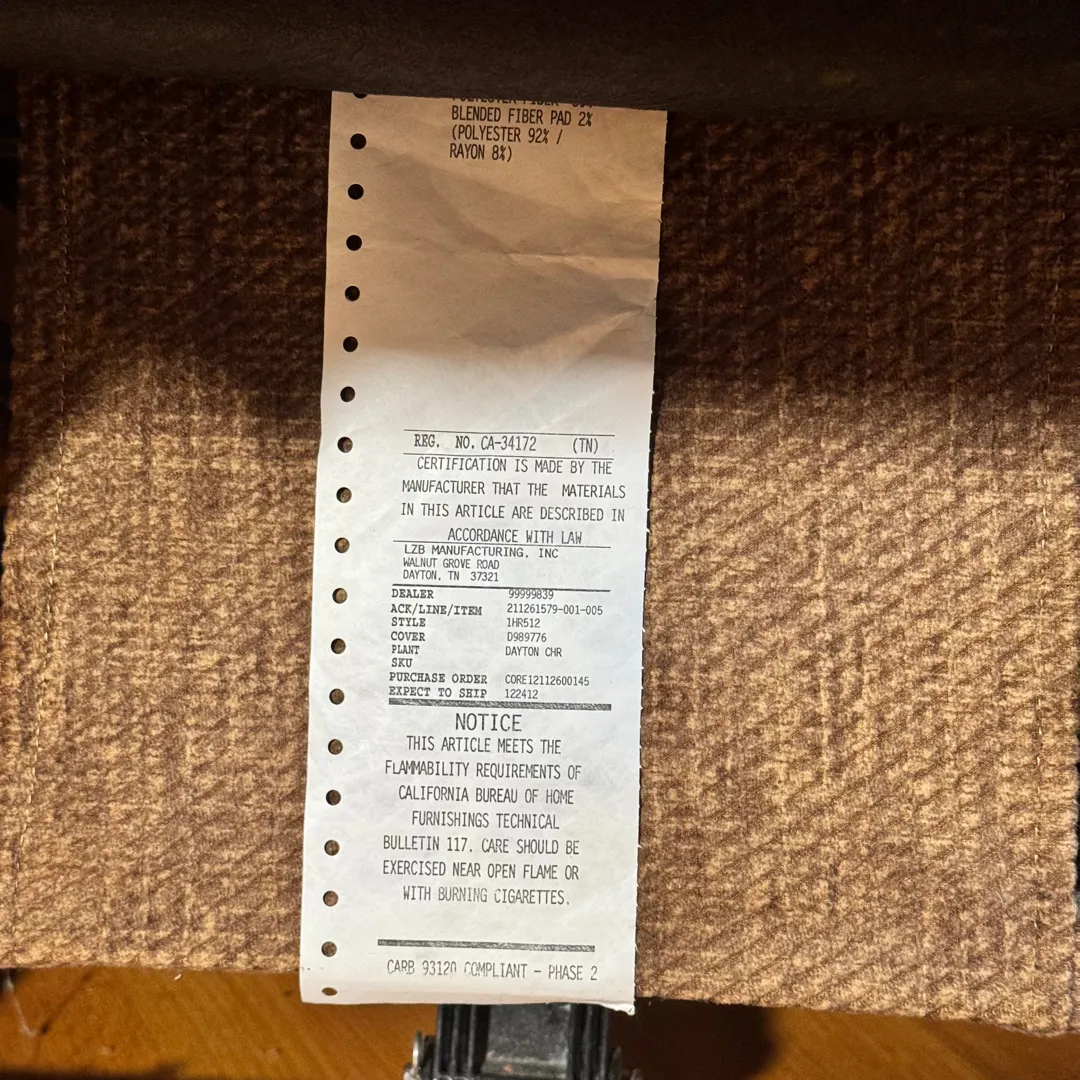 POLYESTER FIBER
BLENDED FIBER PAD 2%
(POLYESTER 92% /
RAYON 8%)
REG. NO. CA-34172 (TN)
CERTIFICATION IS MADE BY THE
MANUFACTURER THAT THE MATERIALS
IN THIS ARTICLE ARE DESCRIBED IN
ACCORDANCE WITH LAW
LZB MANUFACTURING, INC
WALNUT GROVE ROAD
DAYTON, TN 37321
DEALER 99999839
ACK/LINE/ITEM 211261579-001-005
STYLE 1HR512
COVER D989776
PLANT DAYTON CHR
SKU
PURCHASE ORDER CORE12112600145
EXPECT TO SHIP 122412
NOTICE
THIS ARTICLE MEETS THE
FLAMMABILITY REQUIREMENTS OF
CALIFORNIA BUREAU OF HOME
FURNISHINGS TECHNICAL
BULLETIN 117. CARE SHOULD BE
EXERCISED NEAR OPEN FLAME OR
WITH BURNING CIGARETTES.
CARB 93120 COMPLIANT - PHASE 2